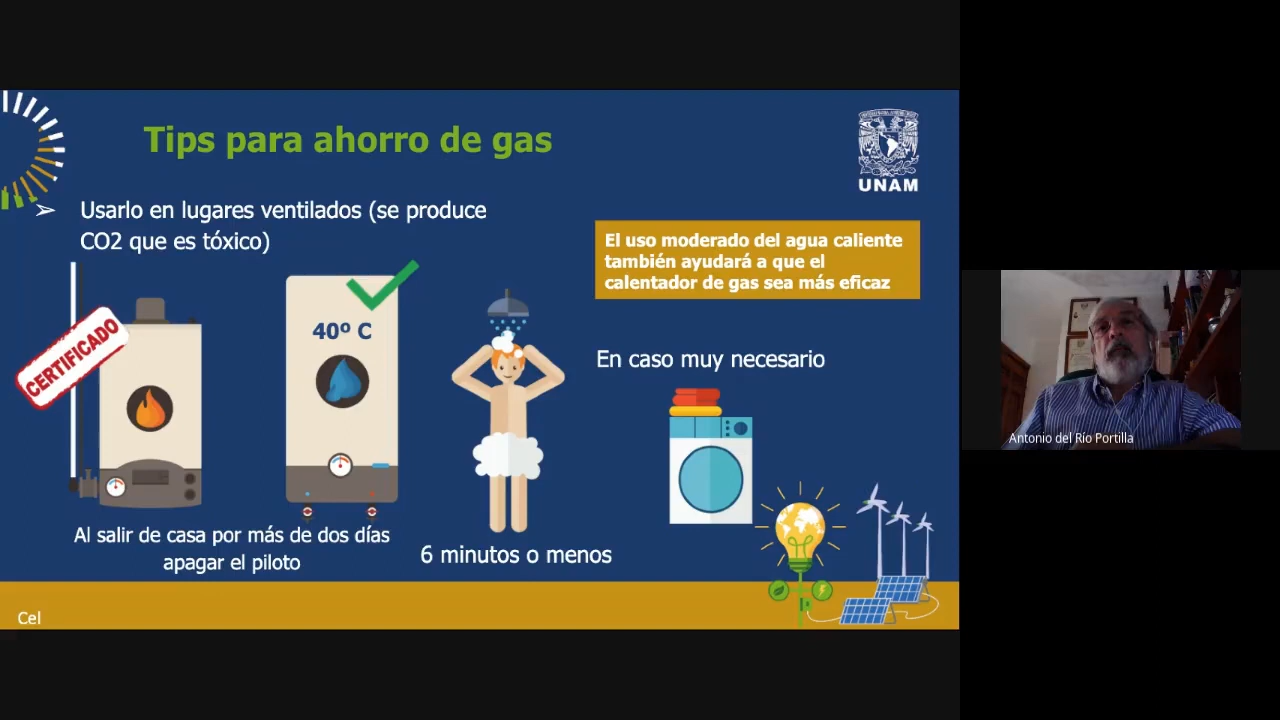 Tips para ahorro de gas
UNAM
➢ Usarlo en lugares ventilados (se produce
CO2 que es tóxico)
El uso moderado del agua caliente
también ayudará a que el
calentador de gas sea más eficaz
CERTIFICADO
40º C
En caso muy necesario
Al salir de casa por más de dos días
apagar el piloto
6 minutos o menos
Cel
Antonio del Río Portilla